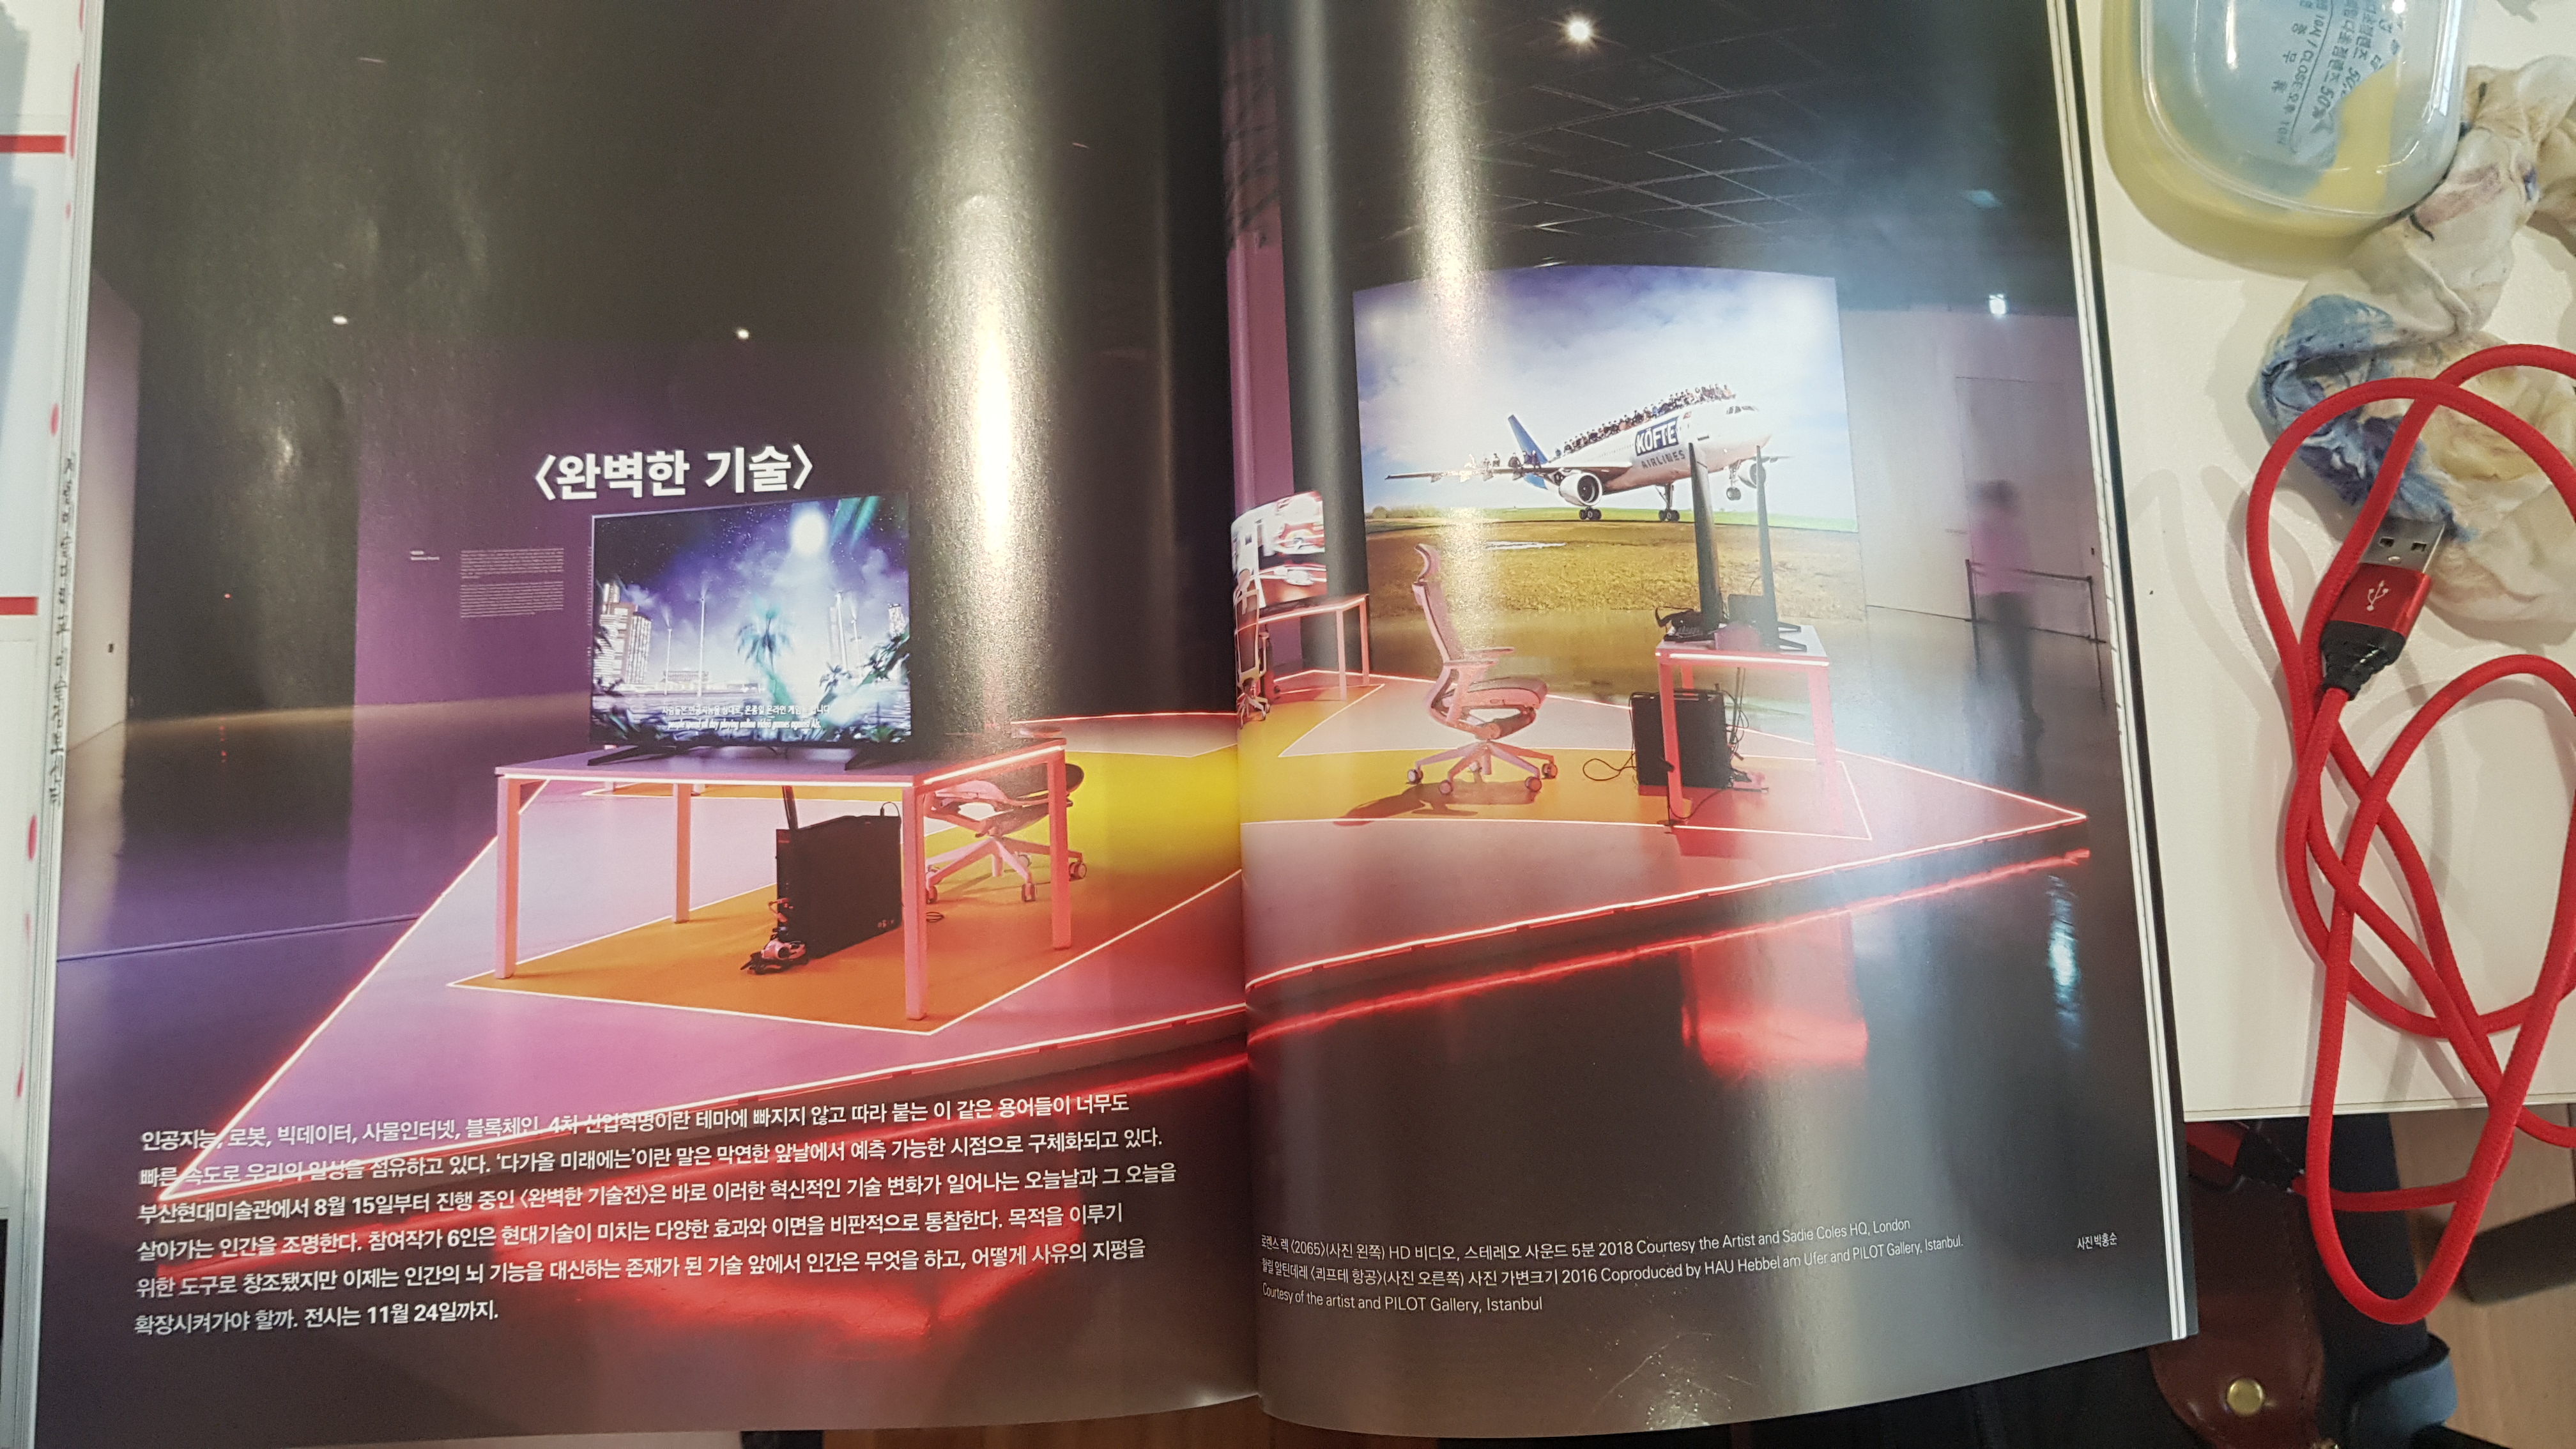 〈완벽한 기술〉
KÖFTE
AIRLINES
people spend all day playing online video games against AIs.
인공지능, 로봇, 빅데이터, 사물인터넷, 블록체인. 4차 산업혁명이란 테마에 빠지지 않고 따라 붙는 이 같은 용어들이 너무도
빠른 속도로 우리의 일상을 점유하고 있다. ‘다가올 미래에는’이란 말은 막연한 앞날에서 예측 가능한 시점으로 구체화되고 있다.
부산현대미술관에서 8월 15일부터 진행 중인 〈완벽한 기술전〉은 바로 이러한 혁신적인 기술 변화가 일어나는 오늘날과 그 오늘을
살아가는 인간을 조명한다. 참여작가 6인은 현대기술이 미치는 다양한 효과와 이면을 비판적으로 통찰한다. 목적을 이루기
위한 도구로 창조됐지만 이제는 인간의 뇌 기능을 대신하는 존재가 된 기술 앞에서 인간은 무엇을 하고, 어떻게 사유의 지평을
확장시켜가야 할까. 전시는 11월 24일까지.
로렌스 렉 〈2065〉(사진 왼쪽) HD 비디오, 스테레오 사운드 5분 2018 Courtesy the Artist and Sadie Coles HQ, London
할릴 알틴데레 〈쾨프테 항공〉(사진 오른쪽) 사진 가변크기 2016 Coproduced by HAU Hebbel am Ufer and PILOT Gallery, Istanbul.
Courtesy of the artist and PILOT Gallery, Istanbul
사진 박홍순